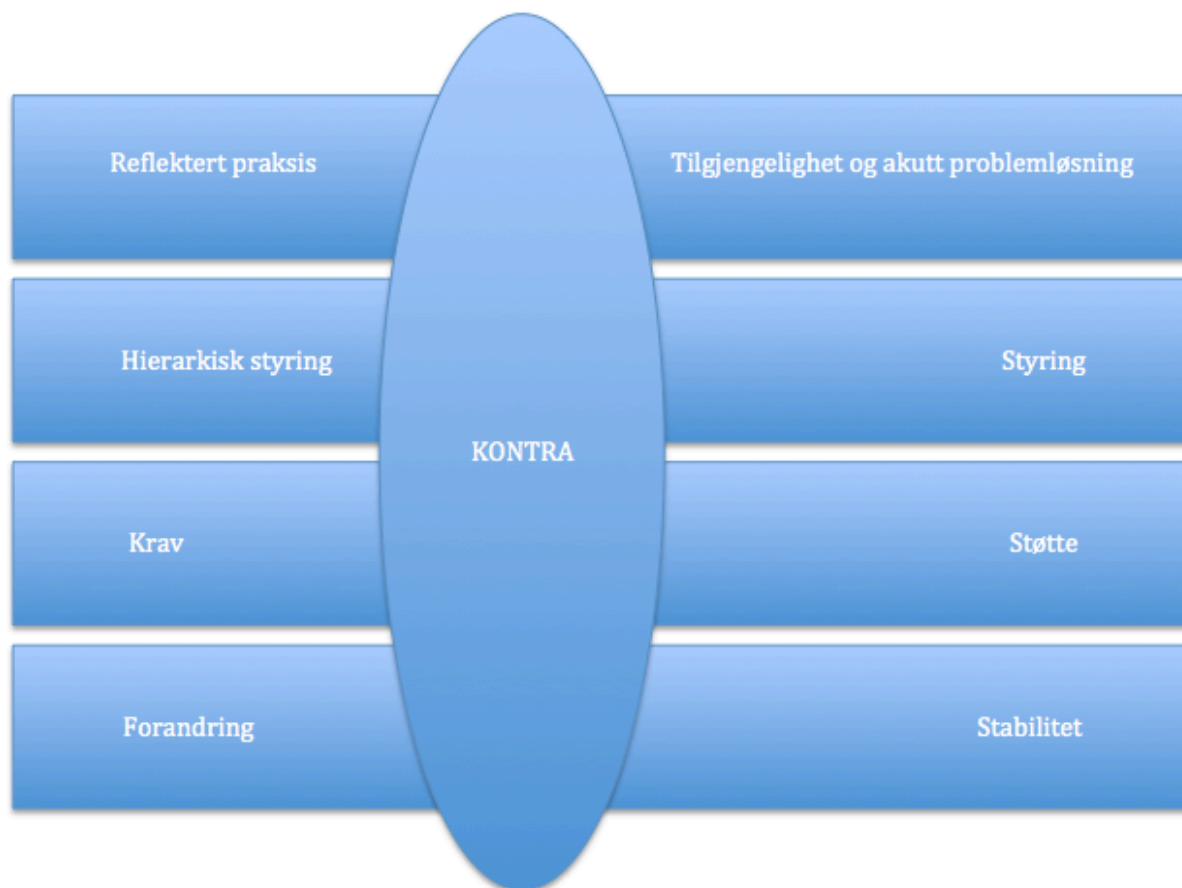 Reflektert praksis
Tilgjengelighet og akutt problemløsning
Hierarkisk styring
Styring
KONTRA
Krav
Støtte
Forandring
Stabilitet